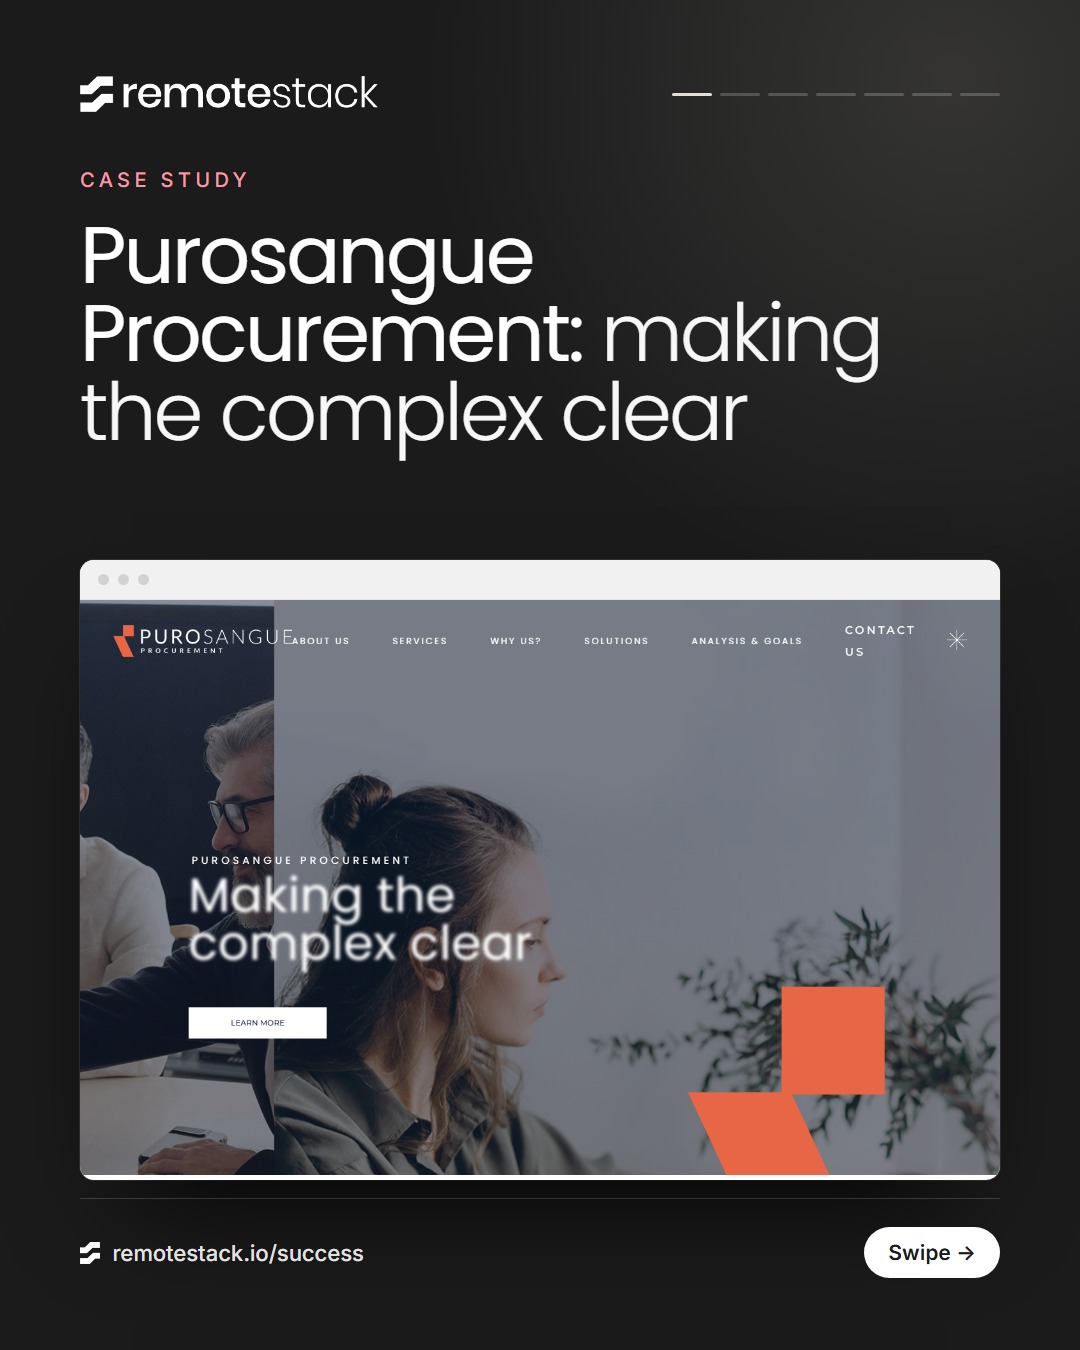 remotestack
CASE STUDY
Purosangue
Procurement: making
the complex clear
PUROSANGUE
PROCUREMENT
ABOUT US
SERVICES
WHY US?
SOLUTIONS
ANALYSIS & GOALS
CONTACT
US
PUROSANGUE PROCUREMENT
Making the
complex clear
LEARN MORE
remotestack.io/success
Swipe →